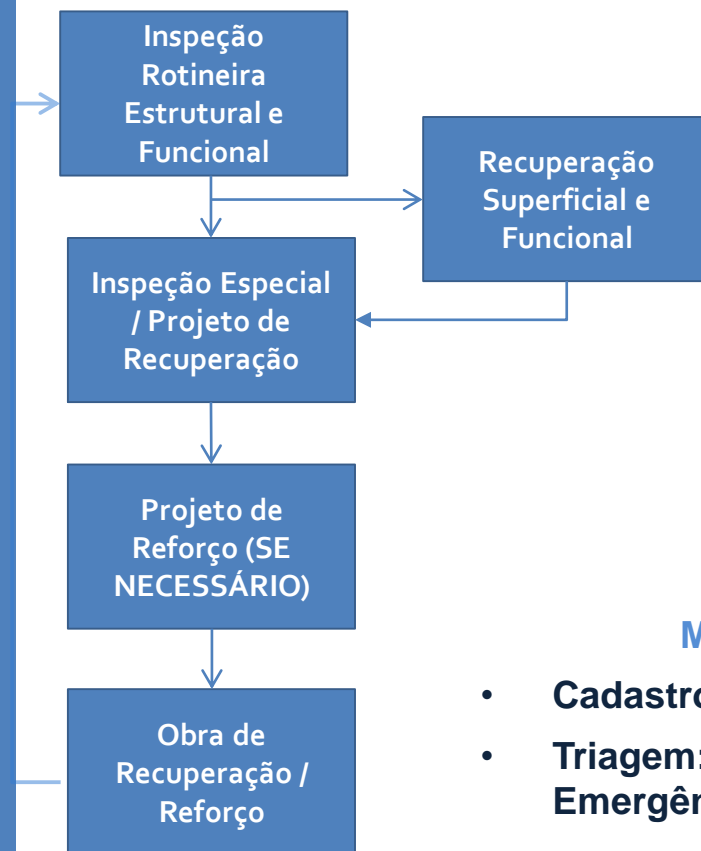 Inspeção
Rotineira
Estrutural e
Funcional
Recuperação
Superficial e
Funcional
Inspeção Especial
/ Projeto de
Recuperação
Projeto de
Reforço (SE
NECESSÁRIO)
Obra de
Recuperação /
Reforço
• Cadastro
• Triagem: